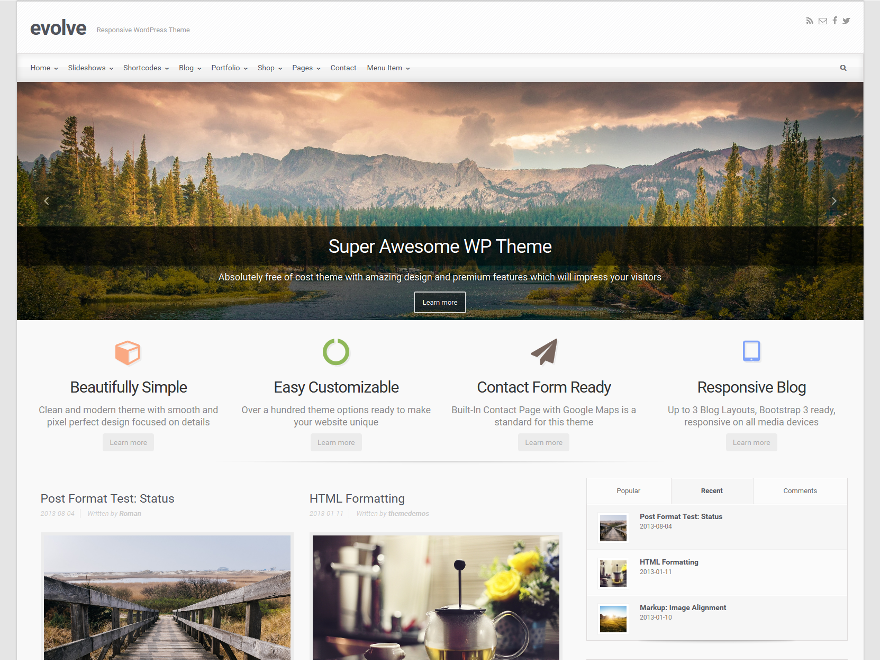 evolve Responsive WordPress Theme
Home Slideshows Shortcodes Blog Portfolio Shop Pages Contact Menu Item
Super Awesome WP Theme
Absolutely free of cost theme with amazing design and premium features which will impress your visitors
Learn more
Beautifully Simple
Clean and modern theme with smooth and
pixel perfect design focused on details
Learn more
Easy Customizable
Over a hundred theme options ready to make
your website unique
Learn more
Contact Form Ready
Built-In Contact Page with Google Maps is a
standard for this theme
Learn more
Responsive Blog
Up to 3 Blog Layouts, Bootstrap 3 ready,
responsive on all media devices
Learn more
Post Format Test: Status
2013-08-04 Written by Roman
HTML Formatting
2013-01-11 Written by themedemos
Popular Recent Comments
Post Format Test: Status
2013-08-04
HTML Formatting
2013-01-11
Markup: Image Alignment
2013-01-10